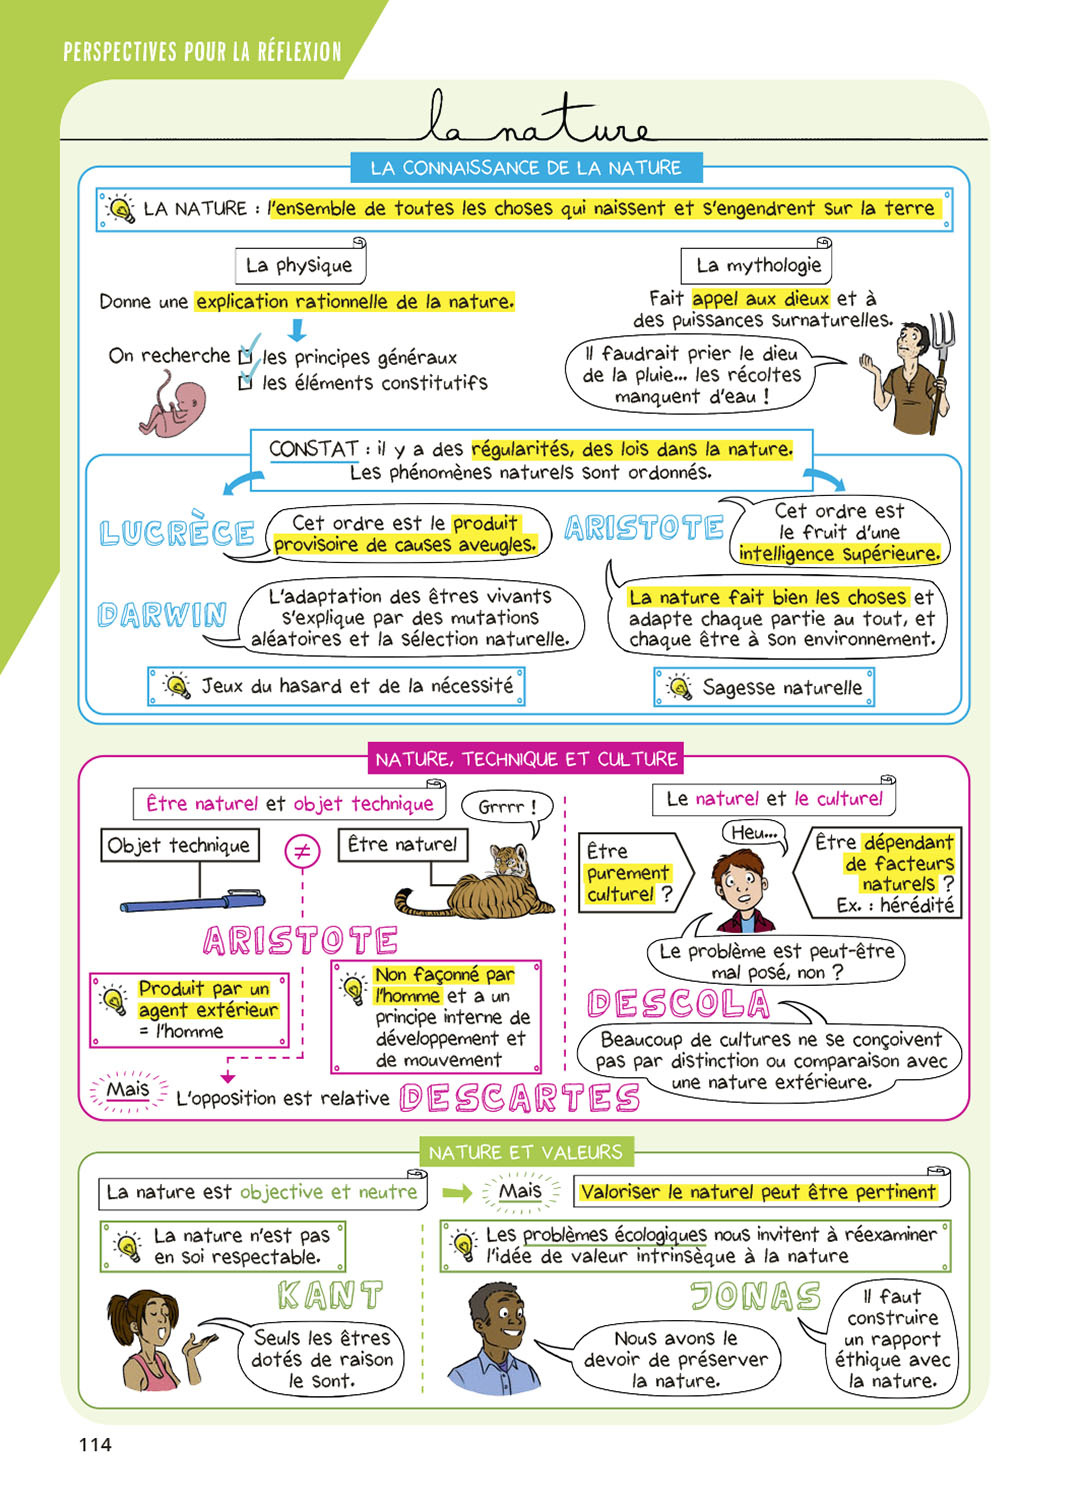 PERSPECTIVES POUR LA RÉFLEXION
la nature
LA CONNAISSANCE DE LA NATURE
LA NATURE : l'ensemble de toutes les choses qui naissent et s'engendrent sur la terre
La physique
Donne une explication rationnelle de la nature.
On recherche les principes généraux
les éléments constitutifs
La mythologie
Fait appel aux dieux et à
des puissances surnaturelles.
Il faudrait prier le dieu
de la pluie... les récoltes
manquent d'eau !
CONSTAT : il y a des régularités, des lois dans la nature.
Les phénomènes naturels sont ordonnés.
LUCRÈCE
Cet ordre est le produit
provisoire de causes aveugles.
DARWIN
L'adaptation des êtres vivants
s'explique par des mutations
aléatoires et la sélection naturelle.
Jeux du hasard et de la nécessité
ARISTOTE
Cet ordre est
le fruit d'une
intelligence supérieure.
La nature fait bien les choses et
adapte chaque partie au tout, et
chaque être à son environnement.
Sagesse naturelle
NATURE, TECHNIQUE ET CULTURE
Être naturel et objet technique
Grrrr !
Objet technique
≠
Être naturel
ARISTOTE
Produit par un
agent extérieur
= l'homme
Non façonné par
l'homme et a un
principe interne de
développement et
de mouvement
Mais
L'opposition est relative
DESCARTES
Le naturel et le culturel
Être
purement
culturel ?
Heu...
Être dépendant
de facteurs
naturels ?
Ex. : hérédité
Le problème est peut-être
mal posé, non ?
DESCOLA
Beaucoup de cultures ne se conçoivent
pas par distinction ou comparaison avec
une nature extérieure.
NATURE ET VALEURS
La nature est objective et neutre
Mais
Valoriser le naturel peut être pertinent
La nature n'est pas
en soi respectable.
KANT
Seuls les êtres
dotés de raison
le sont.
Les problèmes écologiques nous invitent à réexaminer
l'idée de valeur intrinsèque à la nature
JONAS
Nous avons le
devoir de préserver
la nature.
Il faut
construire
un rapport
éthique avec
la nature.
114